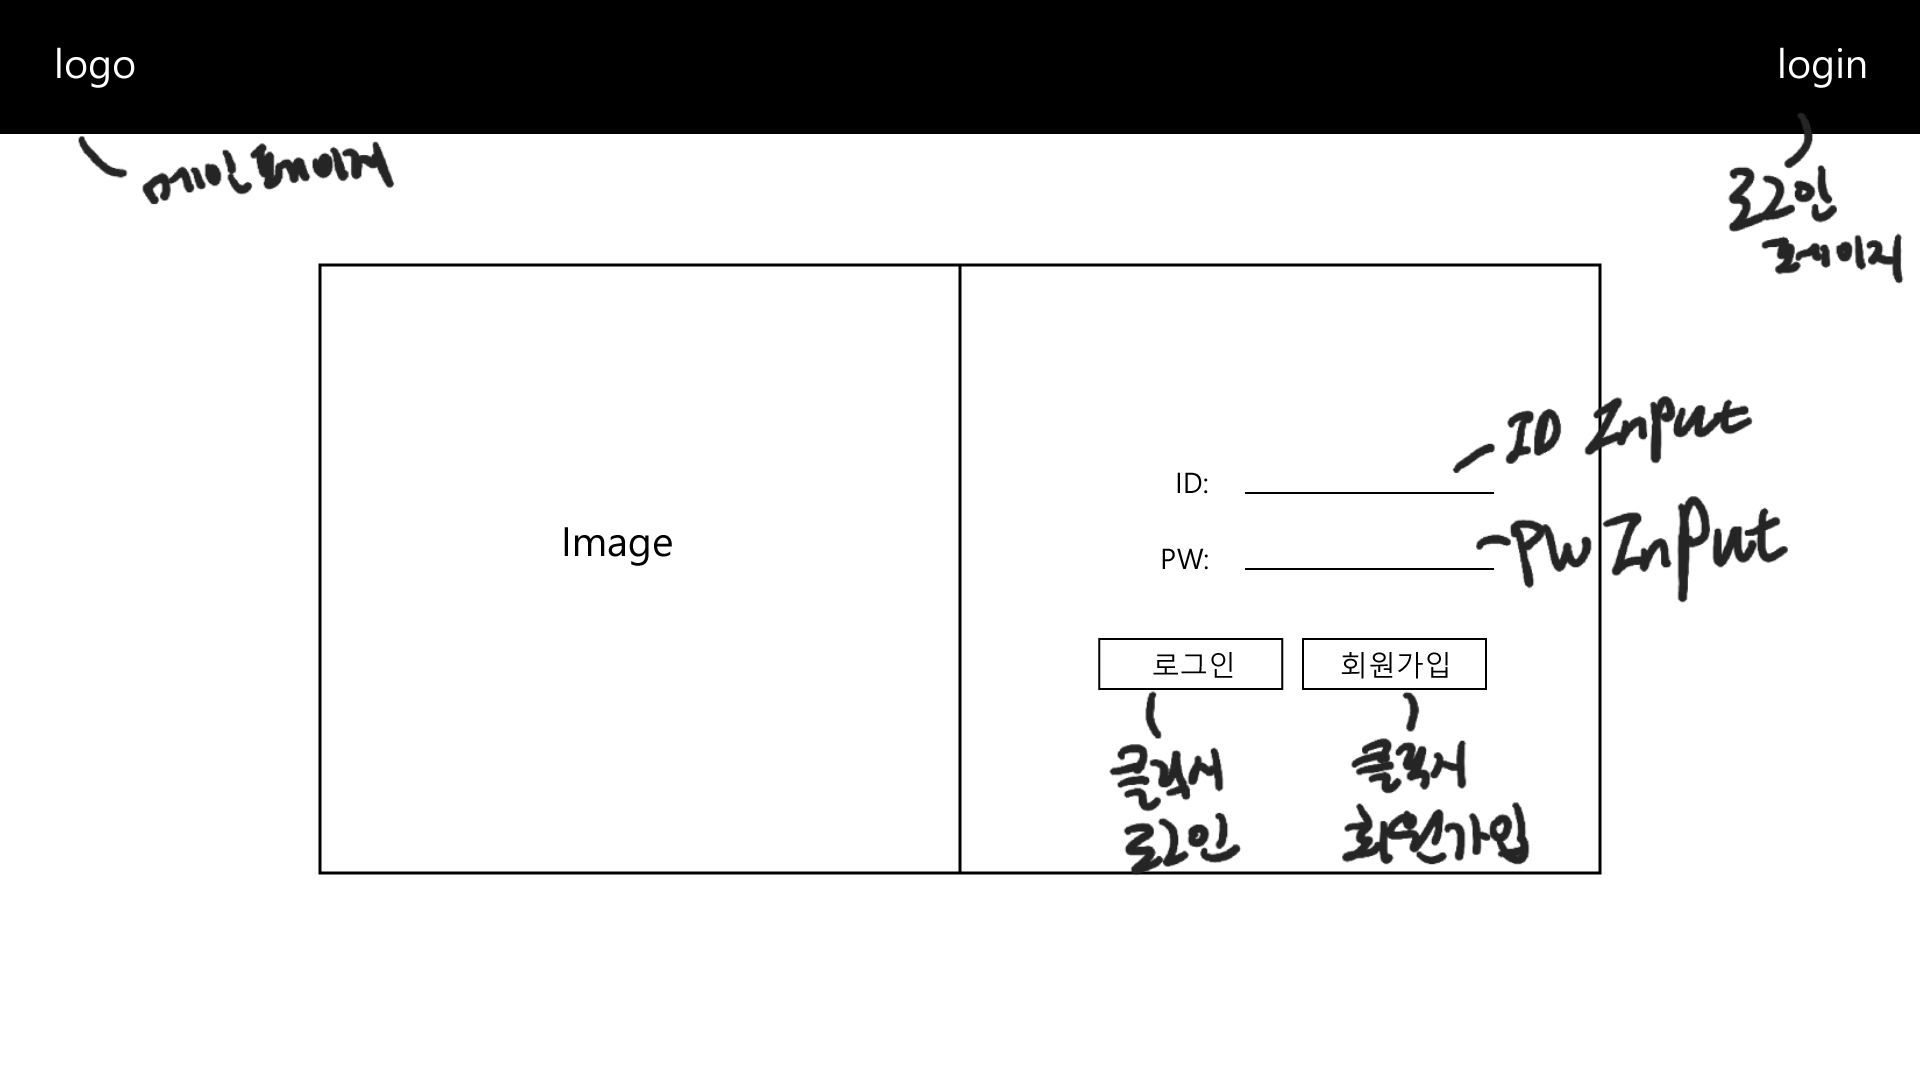 logo
login
메인 페이지
로그인
페이지
Image
ID:
ID Input
PW:
PW Input
로그인
회원가입
클릭시
로그인
클릭시
회원가입